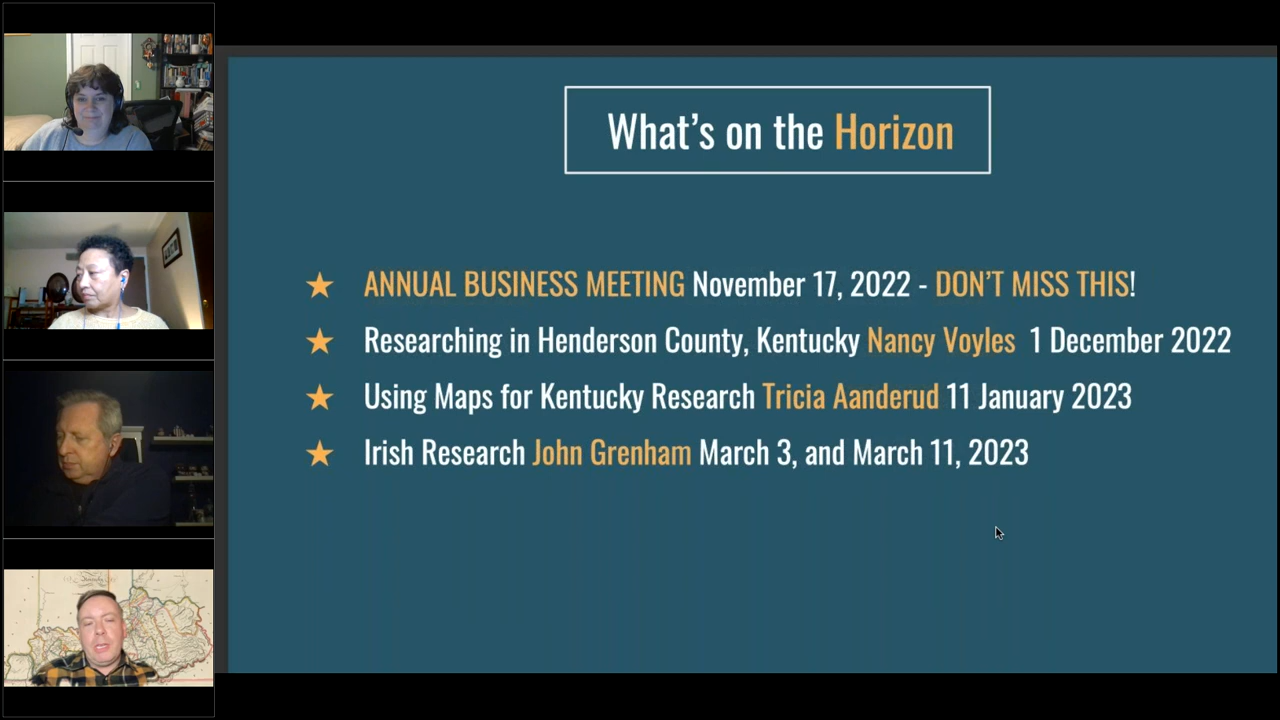 What's on the Horizon
★ ANNUAL BUSINESS MEETING November 17, 2022 - DON'T MISS THIS!
★ Researching in Henderson County, Kentucky Nancy Voyles 1 December 2022
★ Using Maps for Kentucky Research Tricia Aanderud 11 January 2023
★ Irish Research John Grenham March 3, and March 11, 2023